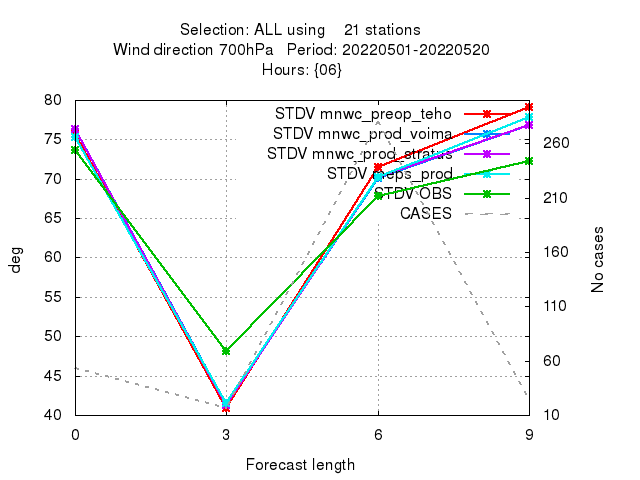 Selection: ALL using 21 stations
Wind direction 700hPa Period: 20220501-20220520
Hours: {06}
STDV mnwc_preop_teho
STDV mnwc_prod_voima
STDV mnwc_prod_stratus
STDV meps_prod
STDV OBS
CASES
80
75
70
65
60
55
50
45
40
deg
260
210
160
110
60
10
No cases
0 3 6 9
Forecast length